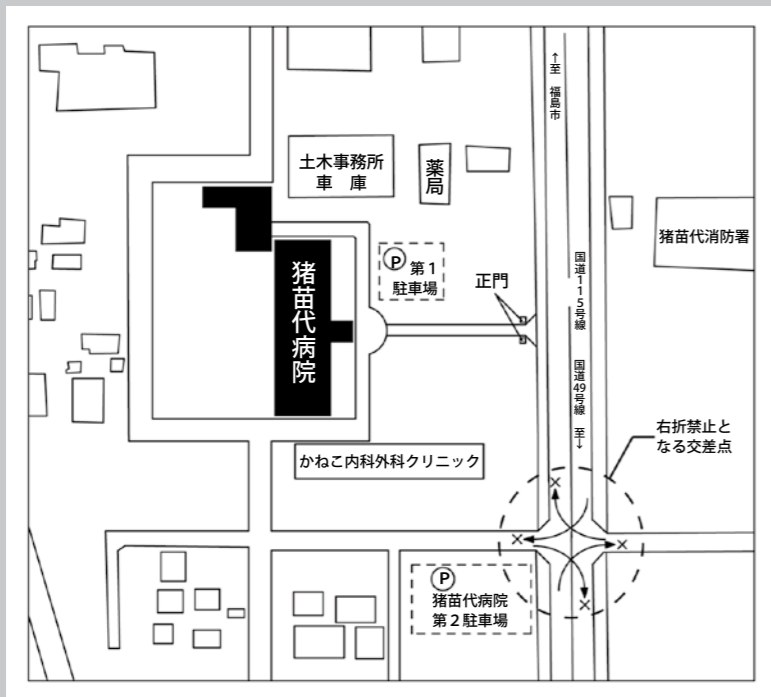 ↑至 福島市
土木事務所
車 庫
薬局
猪苗代消防署
猪苗代病院
P
第１
駐車場
正門
国道115号線
国道49号線 至↓
右折禁止と
なる交差点
かねこ内科外科クリニック
P
猪苗代病院
第２駐車場